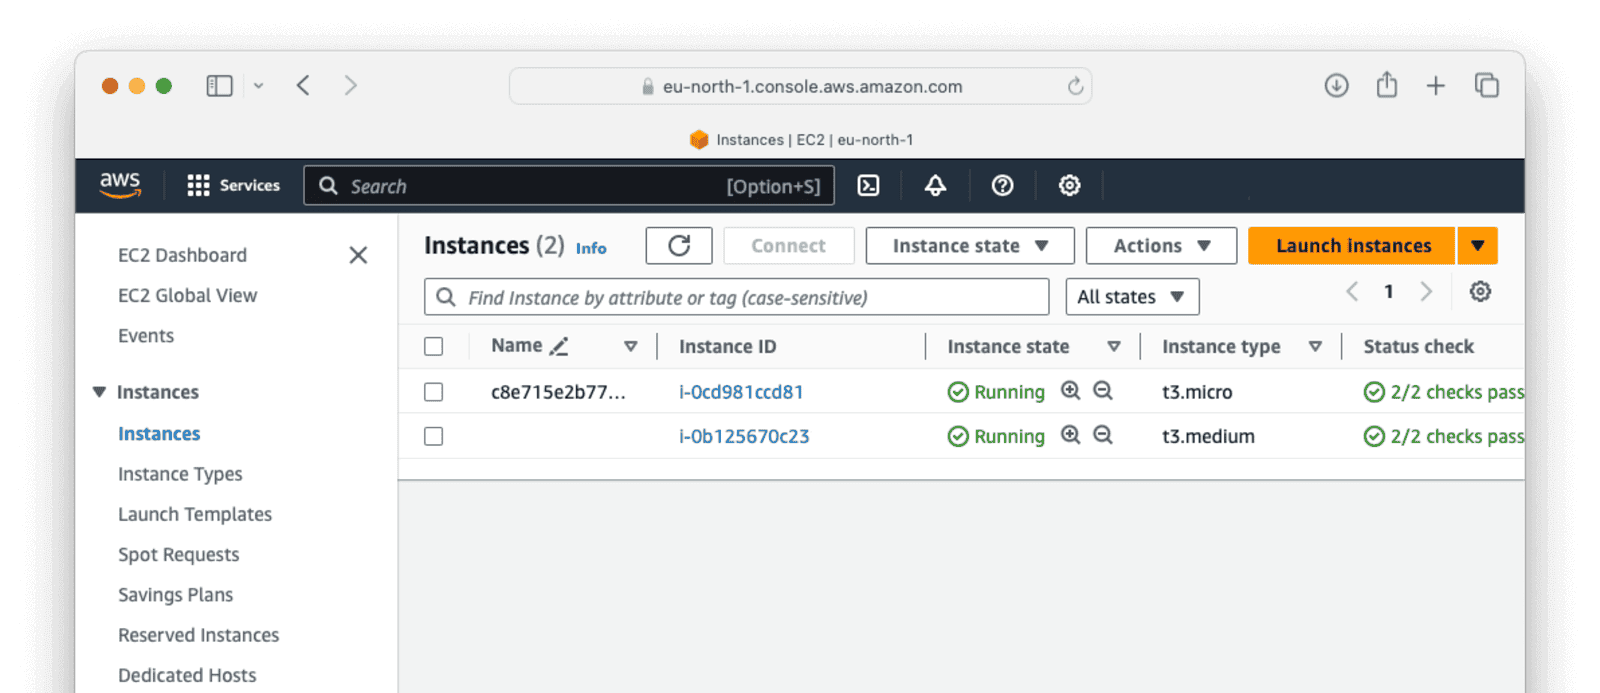 eu-north-1.console.aws.amazon.com
Instances | EC2 | eu-north-1
aws Services Search [Option+S]
EC2 Dashboard
EC2 Global View
Events
Instances
Instances
Instance Types
Launch Templates
Spot Requests
Savings Plans
Reserved Instances
Dedicated Hosts
Instances (2) Info Connect Instance state Actions Launch instances
Find Instance by attribute or tag (case-sensitive) All states 1
Name Instance ID Instance state Instance type Status check
c8e715e2b77... i-0cd981ccd81 Running t3.micro 2/2 checks pass
i-0b125670c23 Running t3.medium 2/2 checks pass